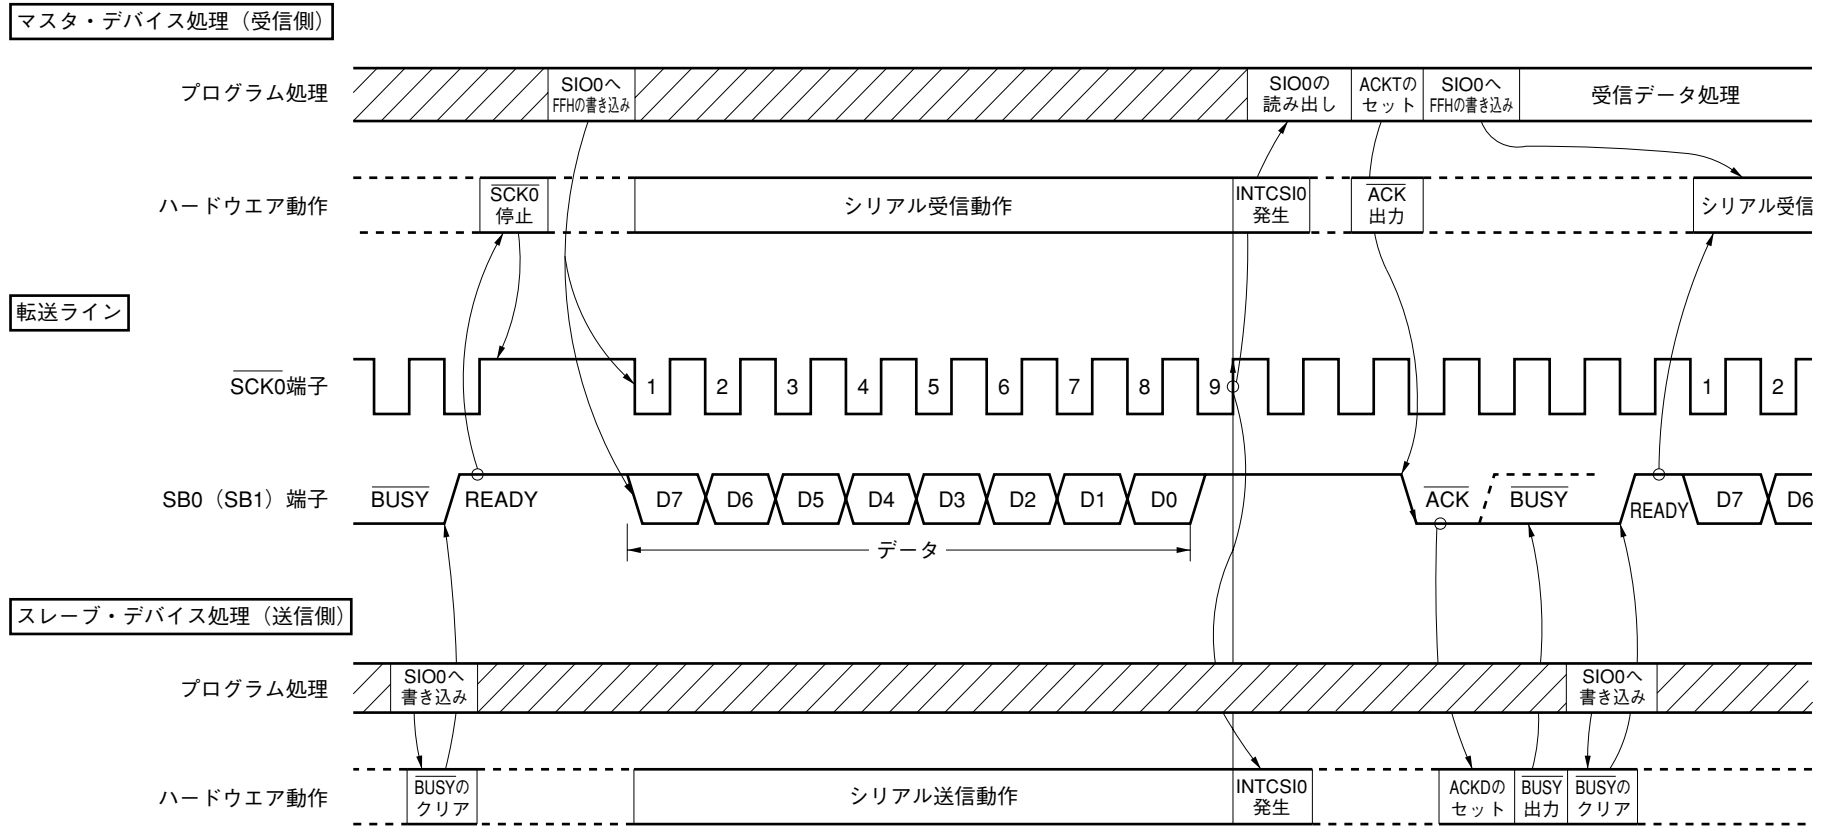 マスタ・デバイス処理（受信側）
プログラム処理
SIO0へ
FFHの書き込み
SIO0の
読み出し
ACKTの
セット
SIO0へ
FFHの書き込み
受信データ処理
ハードウエア動作
SCK0
停止
シリアル受信動作
INTCSI0
発生
ACK
出力
シリアル受信
転送ライン
SCK0端子
1 2 3 4 5 6 7 8 9 1 2
SB0（SB1）端子
BUSY READY D7 D6 D5 D4 D3 D2 D1 D0 ACK BUSY READY D7 D6
データ
スレーブ・デバイス処理（送信側）
プログラム処理
SIO0へ
書き込み
SIO0へ
書き込み
ハードウエア動作
BUSYの
クリア
シリアル送信動作
INTCSI0
発生
ACKDの
セット
BUSY
出力
BUSYの
クリア